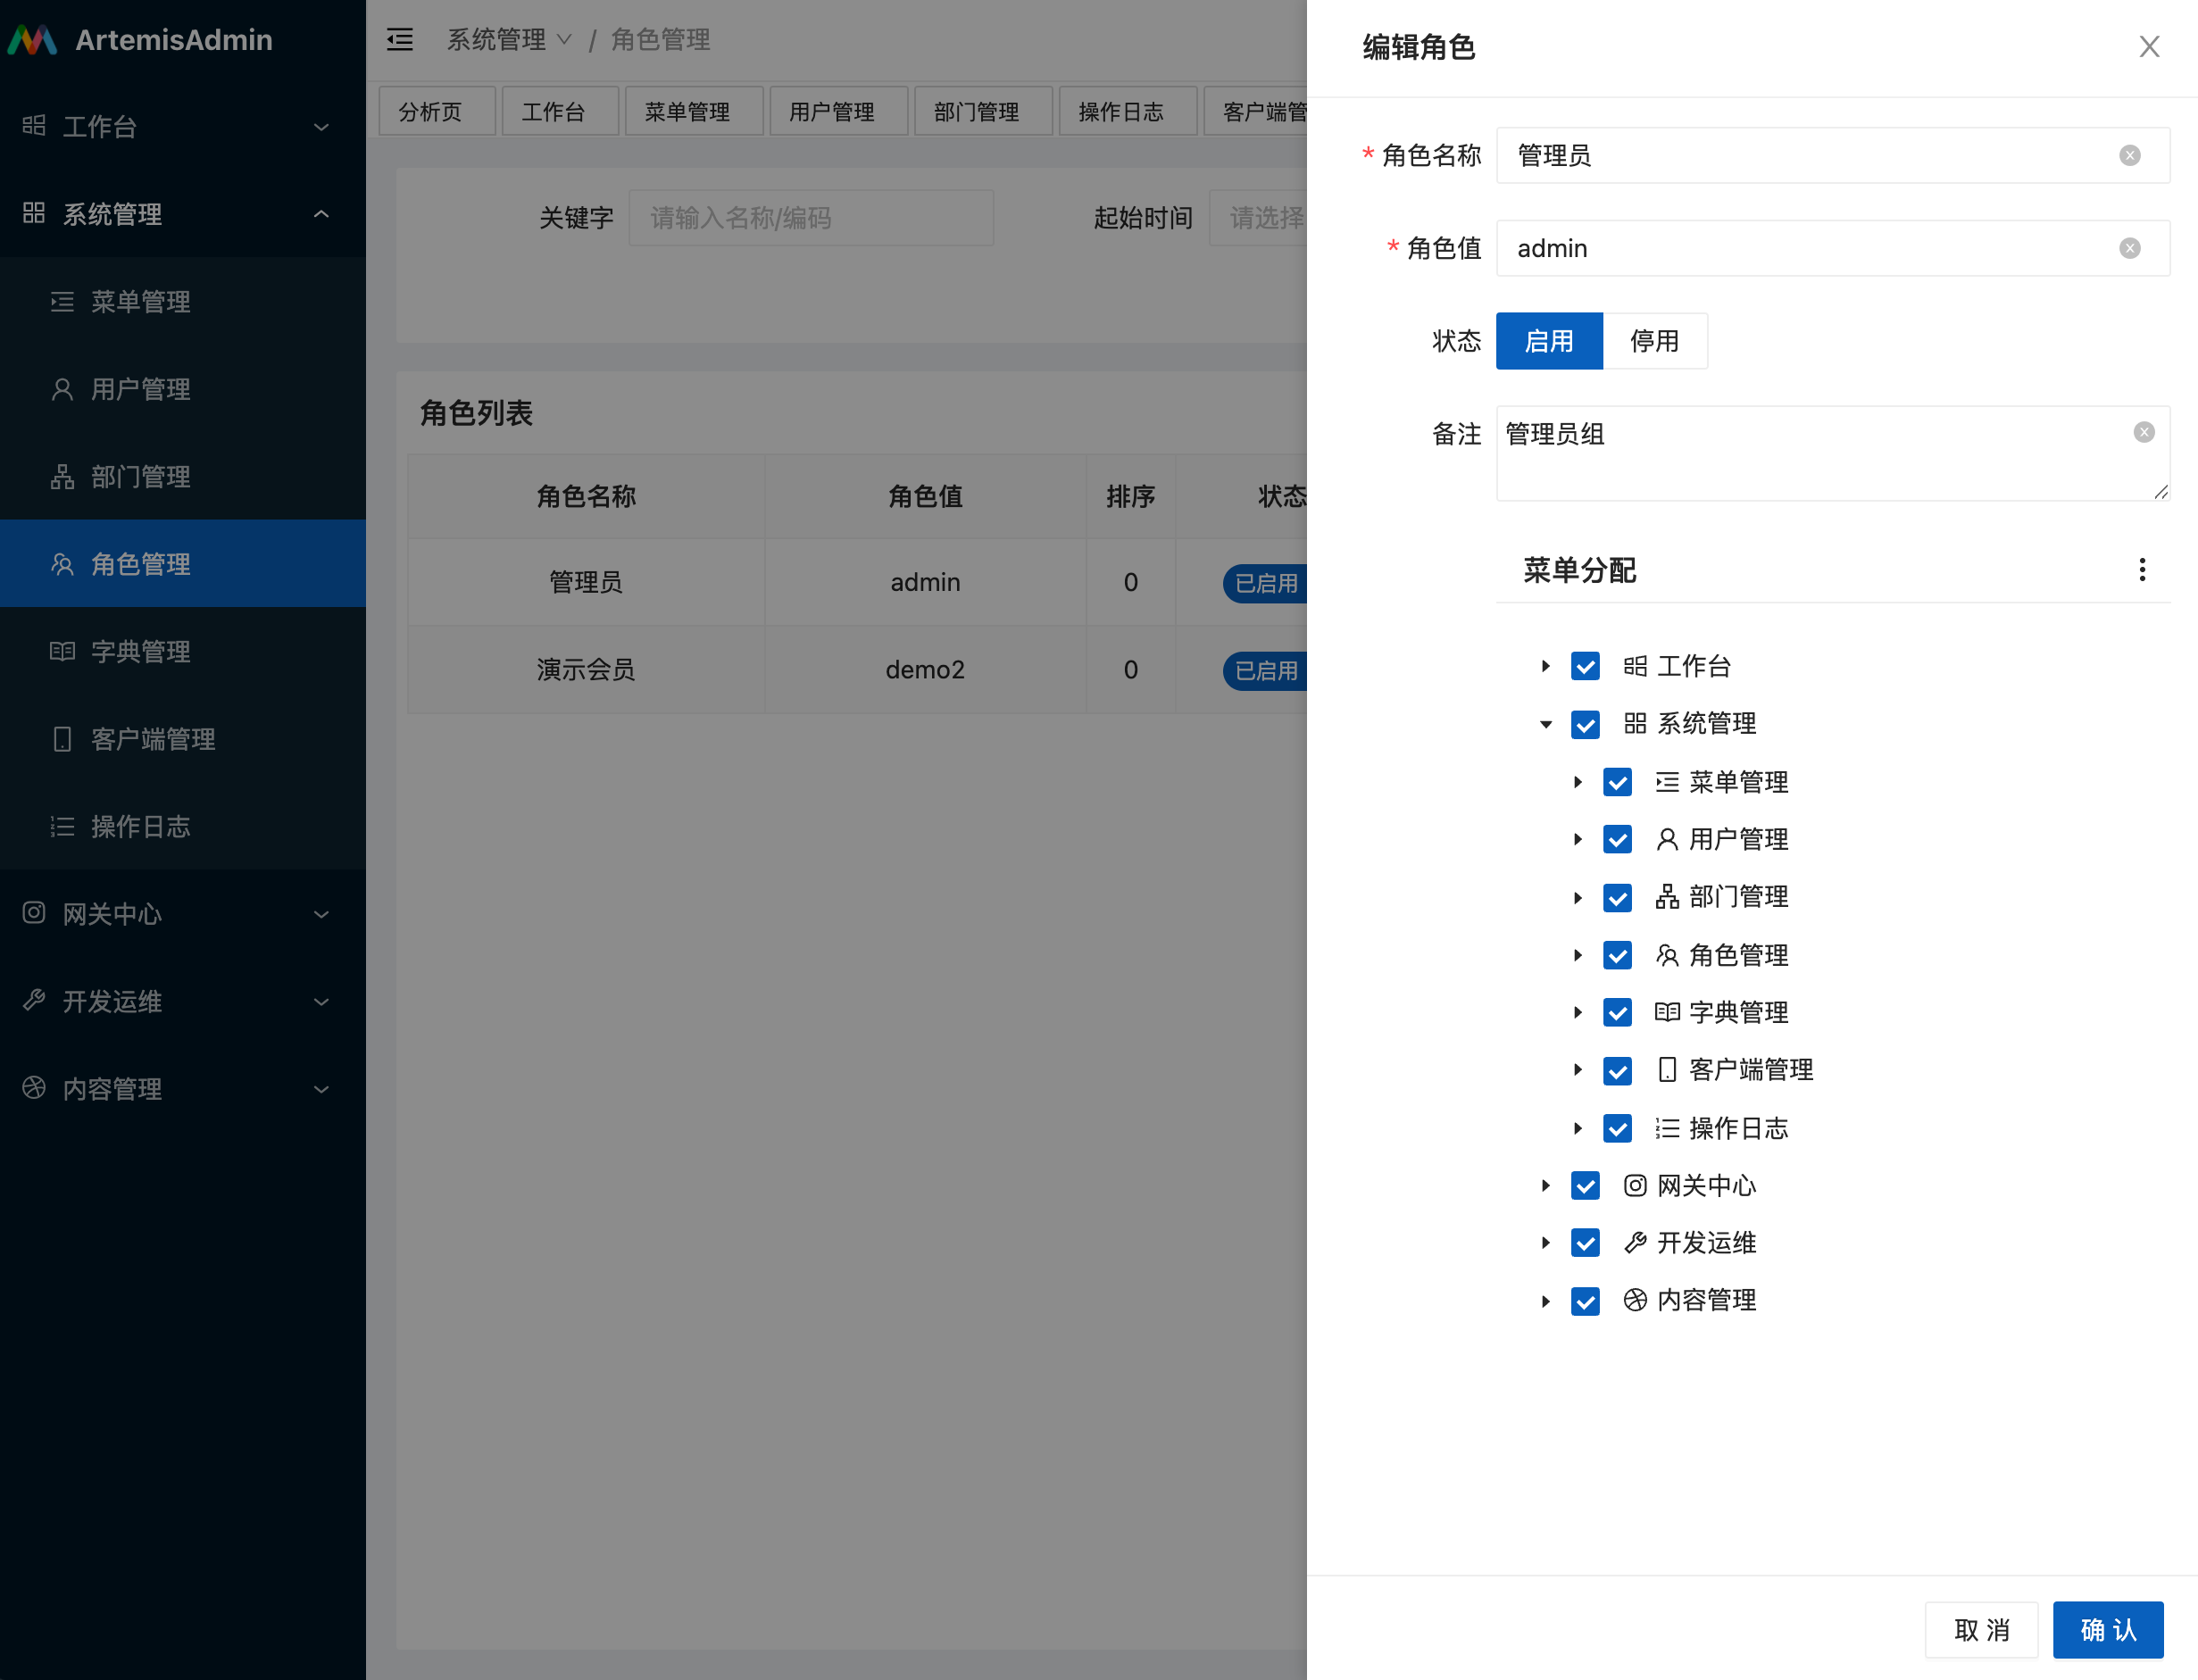 ArtemisAdmin
工作台
系统管理
菜单管理
用户管理
部门管理
角色管理
字典管理
客户端管理
操作日志
网关中心
开发运维
内容管理
系统管理 / 角色管理
分析页 工作台 菜单管理 用户管理 部门管理 操作日志 客户端管
关键字 请输入名称/编码 起始时间 请选择
角色列表
角色名称 角色值 排序 状态
管理员 admin 0 已启用
演示会员 demo2 0 已启用
编辑角色
* 角色名称 管理员
* 角色值 admin
状态 启用 停用
备注 管理员组
菜单分配
工作台
系统管理
菜单管理
用户管理
部门管理
角色管理
字典管理
客户端管理
操作日志
网关中心
开发运维
内容管理
取 消 确 认